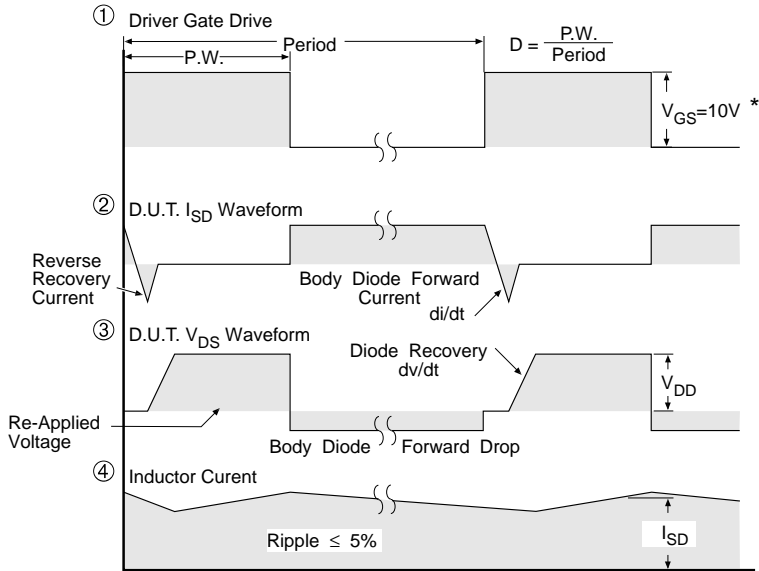 ① Driver Gate Drive
P.W.
Period
D = P.W. / Period
V_GS=10V *
② D.U.T. I_SD Waveform
Reverse
Recovery
Current
Body Diode Forward
Current
di/dt
③ D.U.T. V_DS Waveform
Diode Recovery
dv/dt
V_DD
Re-Applied
Voltage
Body Diode Forward Drop
④ Inductor Curent
Ripple ≤ 5%
I_SD